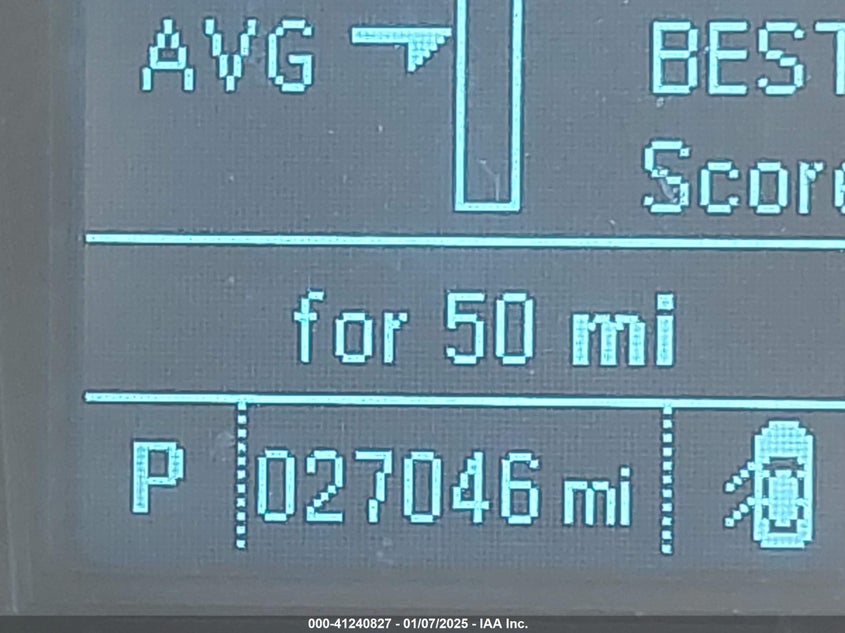 AVG
BEST
Score
for 50 mi
P 027046 mi
000-41240827 - 01/07/2025 - IAA Inc.